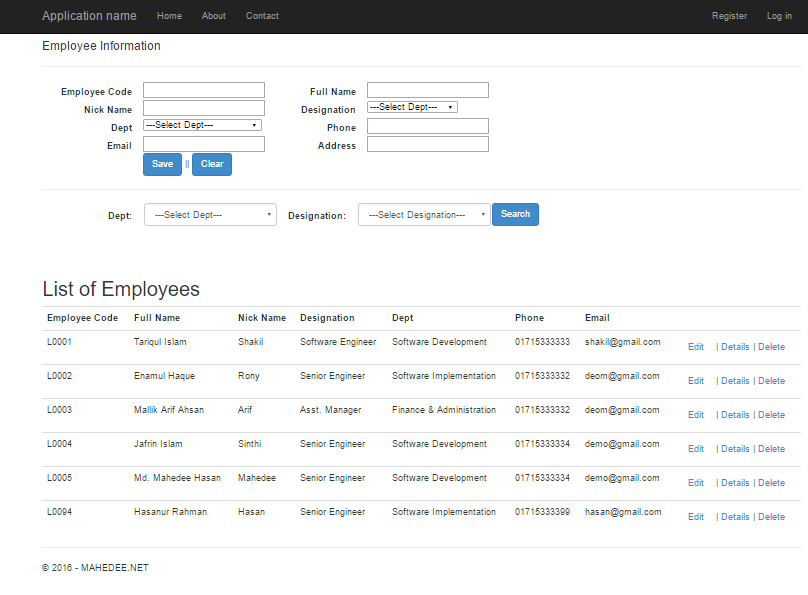 Application name Home About Contact Register Log in
Employee Information
Employee Code Full Name
Nick Name Designation ---Select Dept---
Dept ---Select Dept--- Phone
Email Address
Save || Clear
Dept: ---Select Dept--- Designation: ---Select Designation--- Search
List of Employees
Employee Code Full Name Nick Name Designation Dept Phone Email
L0001 Tariqul Islam Shakil Software Engineer Software Development 01715333333 shakil@gmail.com Edit | Details | Delete
L0002 Enamul Haque Rony Senior Engineer Software Implementation 01715333332 deom@gmail.com Edit | Details | Delete
L0003 Mallik Arif Ahsan Arif Asst. Manager Finance & Administration 01715333332 deom@gmail.com Edit | Details | Delete
L0004 Jafrin Islam Sinthi Senior Engineer Software Development 01715333334 demo@gmail.com Edit | Details | Delete
L0005 Md. Mahedee Hasan Mahedee Senior Engineer Software Development 01715333334 demo@gmail.com Edit | Details | Delete
L0094 Hasanur Rahman Hasan Senior Engineer Software Implementation 01715333399 hasan@gmail.com Edit | Details | Delete
© 2016 - MAHEDEE.NET